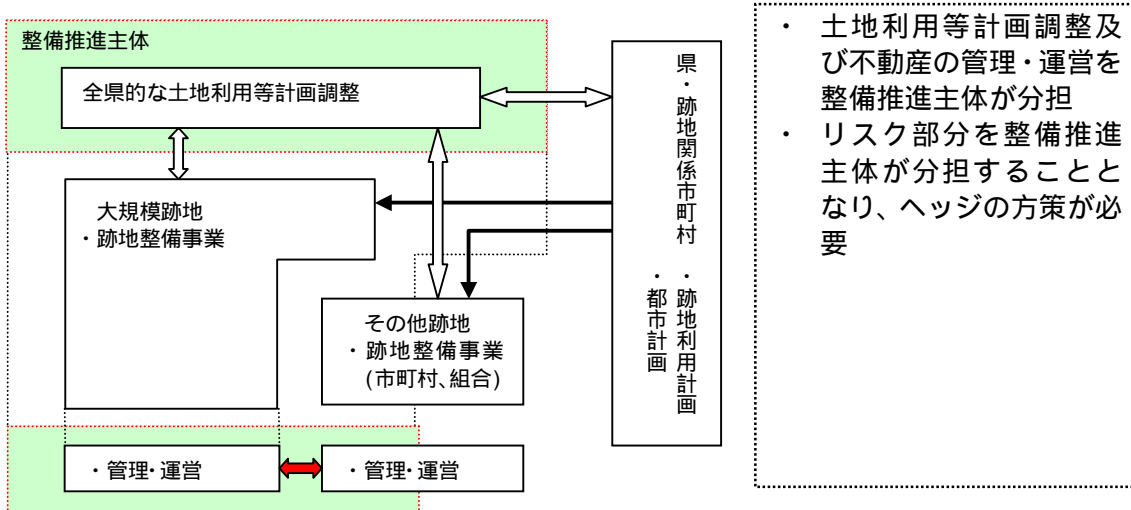 整備推進主体
全県的な土地利用等計画調整
大規模跡地
・跡地整備事業
その他跡地
・跡地整備事業
(市町村、組合)
・管理・運営
・管理・運営
県・跡地関係市町村
・跡地利用計画
・都市計画
・ 土地利用等計画調整及
び不動産の管理・運営を
整備推進主体が分担
・ リスク部分を整備推進
主体が分担することと
なり、ヘッジの方策が必
要